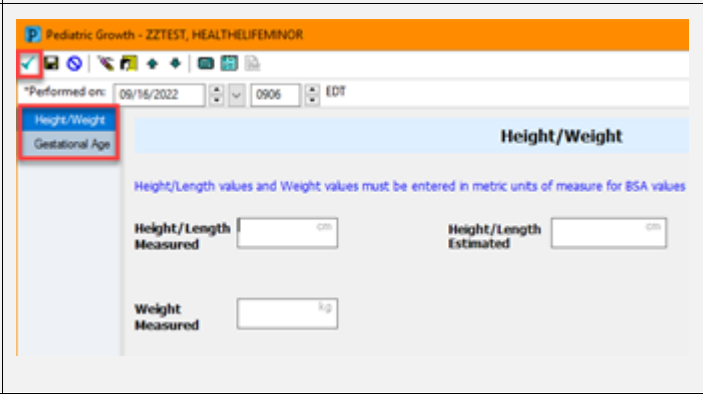 P Pediatric Growth - ZZTEST, HEALTHELIFEMINOR
*Performed on: 09/16/2022 0906 EDT
Height/Weight
Gestational Age
Height/Weight
Height/Length values and Weight values must be entered in metric units of measure for BSA values
Height/Length Measured cm
Height/Length Estimated cm
Weight Measured kg